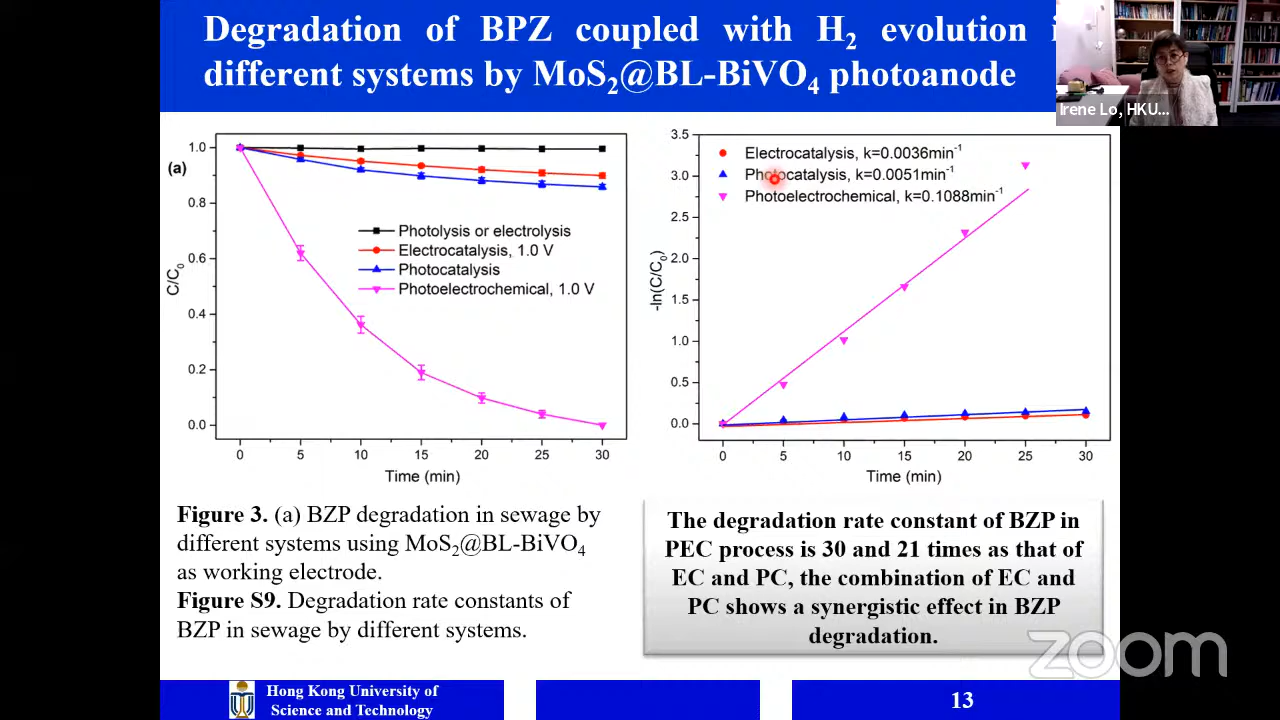 Degradation of BPZ coupled with H₂ evolution
different systems by MoS₂@BL-BiVO₄ photoanode
Irene Lo, HKU...
(a)
1.0
0.8
0.6
0.4
0.2
0.0
C/C₀
Photolysis or electrolysis
Electrocatalysis, 1.0 V
Photocatalysis
Photoelectrochemical, 1.0 V
0 5 10 15 20 25 30
Time (min)
3.5
3.0
2.5
2.0
1.5
1.0
0.5
0.0
-ln(C/C₀)
Electrocatalysis, k=0.0036min⁻¹
Photocatalysis, k=0.0051min⁻¹
Photoelectrochemical, k=0.1088min⁻¹
0 5 10 15 20 25 30
Time (min)
Figure 3. (a) BZP degradation in sewage by
different systems using MoS₂@BL-BiVO₄
as working electrode.
Figure S9. Degradation rate constants of
BZP in sewage by different systems.
The degradation rate constant of BZP in
PEC process is 30 and 21 times as that of
EC and PC, the combination of EC and
PC shows a synergistic effect in BZP
degradation.
zoom
Hong Kong University of
Science and Technology
13